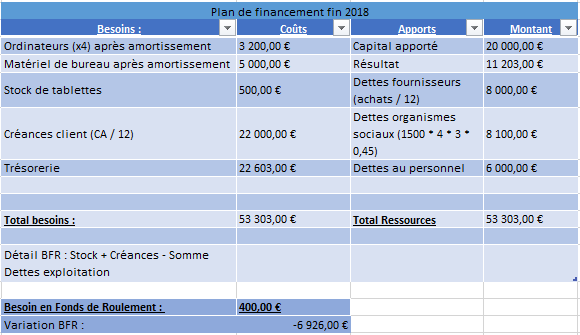 Plan de financement fin 2018
Besoins : Coûts Apports Montant
Ordinateurs (x4) après amortissement 3 200,00 € Capital apporté 20 000,00 €
Matériel de bureau après amortissement 5 000,00 € Résultat 11 203,00 €
Stock de tablettes 500,00 € Dettes fournisseurs (achats / 12) 8 000,00 €
Créances client (CA / 12) 22 000,00 € Dettes organismes sociaux (1500 * 4 * 3 * 0,45) 8 100,00 €
Trésorerie 22 603,00 € Dettes au personnel 6 000,00 €
Total besoins : 53 303,00 € Total Ressources 53 303,00 €
Détail BFR : Stock + Créances - Somme
Dettes exploitation
Besoin en Fonds de Roulement : 400,00 €
Variation BFR : -6 926,00 €